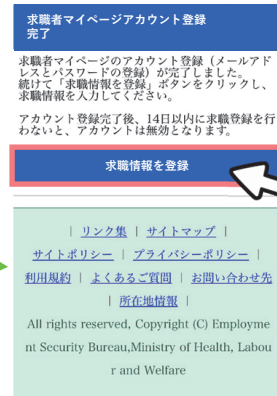 求職者マイページアカウント登録
完了
求職者マイページのアカウント登録（メールアド
レスとパスワードの登録）が完了しました。
続けて「求職情報を登録」ボタンをクリックし、
求職情報を入力してください。
アカウント登録完了後、14日以内に求職登録を行
わないと、アカウントは無効となります。
求職情報を登録
| リンク集 | サイトマップ |
サイトポリシー | プライバシーポリシー |
利用規約 | よくあるご質問 | お問い合わせ先
| 所在地情報 |
All rights reserved, Copyright (C) Employme
nt Security Bureau,Ministry of Health, Labou
r and Welfare